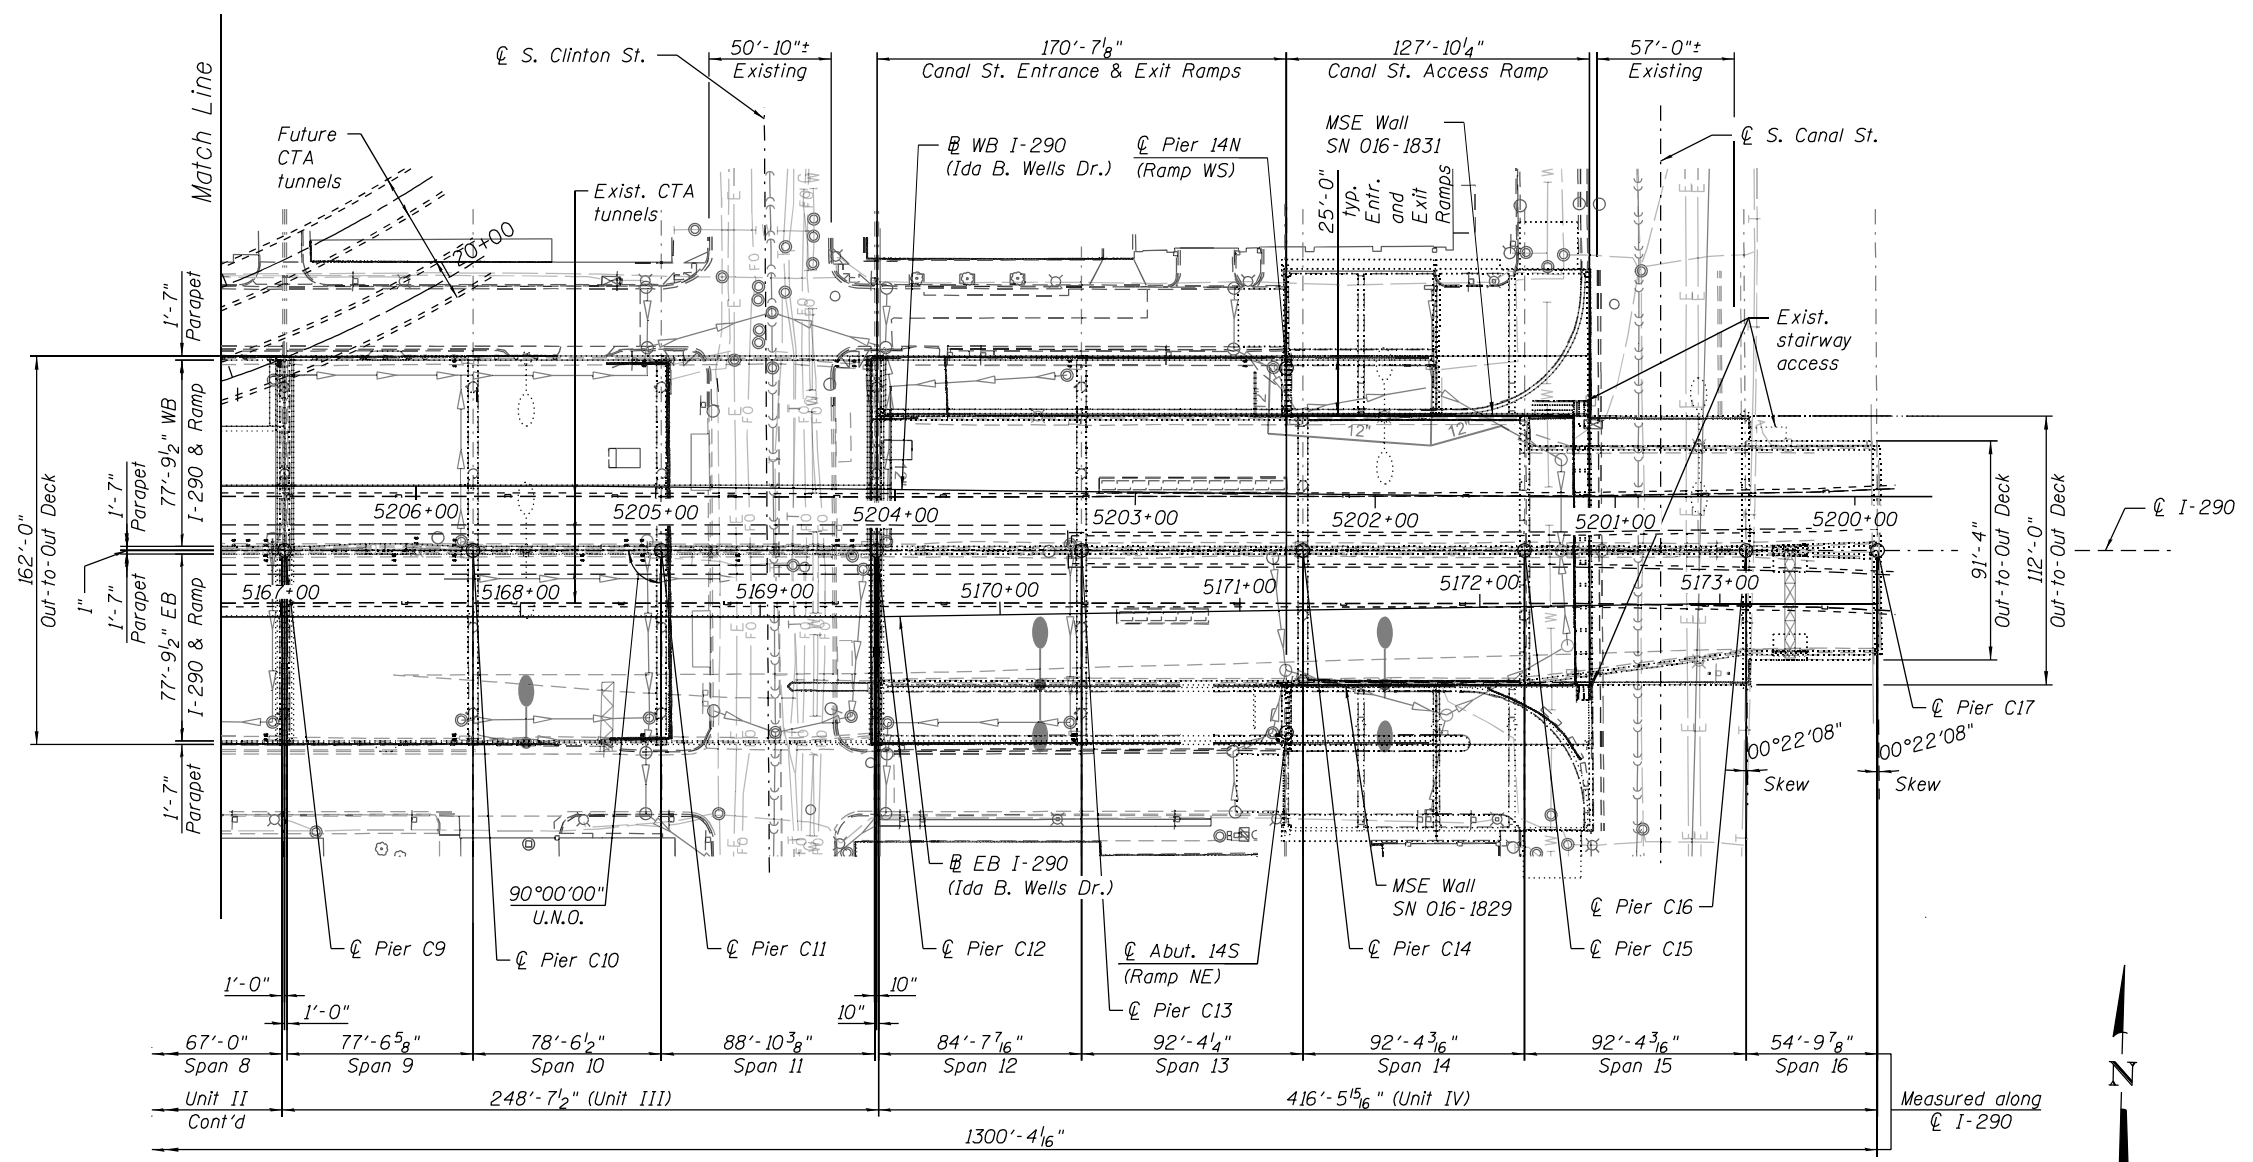 ℄ S. Clinton St.
50'-10"±
Existing
170'-7⅛"
Canal St. Entrance & Exit Ramps
127'-10¼"
Canal St. Access Ramp
57'-0"±
Existing
Match Line
Future
CTA
tunnels
20+00
Exist. CTA
tunnels
℄ WB I-290
(Ida B. Wells Dr.)
℄ Pier 14N
(Ramp WS)
MSE Wall
SN 016-1831
25'-0"
typ.
Entr.
and
Exit
Ramps
℄ S. Canal St.
Exist.
stairway
access
1'-7"
Parapet
162'-0"
Out-to-Out Deck
77'-9½" WB
I-290 & Ramp
1'-7"
Parapet
1"
1'-7"
Parapet
77'-9½" EB
I-290 & Ramp
1'-7"
Parapet
12"
12"
5206+00
5205+00
5204+00
5203+00
5202+00
5201+00
5200+00
℄ I-290
5167+00
5168+00
5169+00
5170+00
5171+00
5172+00
5173+00
91'-4"
Out-to-Out Deck
112'-0"
Out-to-Out Deck
℄ Pier C17
00°22'08"
Skew
00°22'08"
Skew
90°00'00"
U.N.O.
℄ EB I-290
(Ida B. Wells Dr.)
MSE Wall
SN 016-1829
℄ Pier C16
℄ Pier C9
℄ Pier C10
℄ Pier C11
℄ Pier C12
℄ Abut. 14S
(Ramp NE)
℄ Pier C13
℄ Pier C14
℄ Pier C15
1'-0"
1'-0"
10"
10"
67'-0"
Span 8
77'-6⅝"
Span 9
78'-6½"
Span 10
88'-10⅜"
Span 11
84'-7 7/16"
Span 12
92'-4¼"
Span 13
92'-4 3/16"
Span 14
92'-4 3/16"
Span 15
54'-9⅞"
Span 16
Unit II
Cont'd
248'-7½" (Unit III)
416'-5 15/16" (Unit IV)
Measured along
℄ I-290
1300'-4 1/16"
N